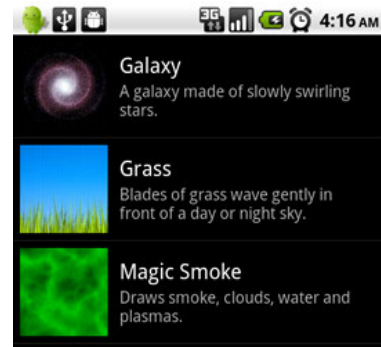 3G 4:16 AM
Galaxy
A galaxy made of slowly swirling
stars.
Grass
Blades of grass wave gently in
front of a day or night sky.
Magic Smoke
Draws smoke, clouds, water and
plasmas.